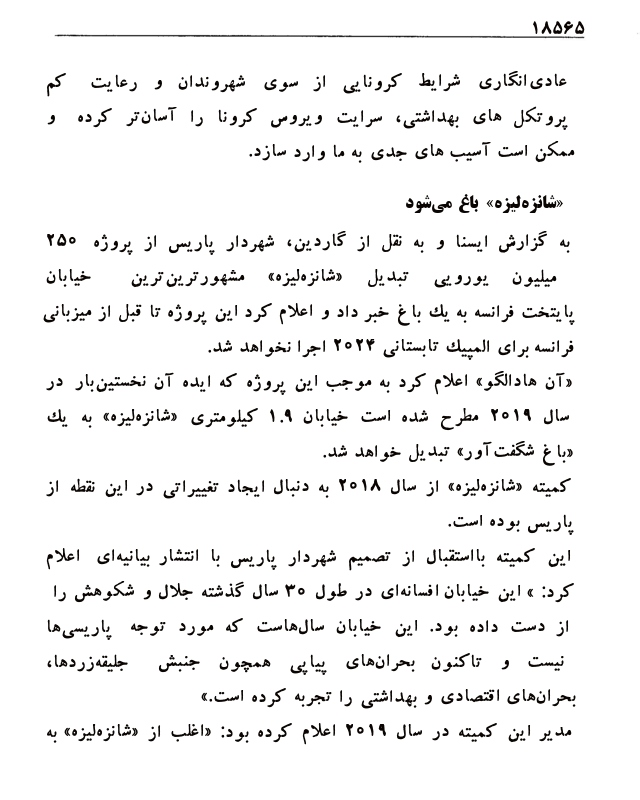 ۱۸۵۶۵
عادی‌انگاری شرایط کرونایی از سوی شهروندان و رعایت کم
پروتکل های بهداشتی، سرایت ویروس کرونا را آسان‌تر کرده و
ممکن است آسیب های جدی به ما وارد سازد.
«شانزه‌لیزه» باغ می‌شود
به گزارش ایسنا و به نقل از گاردین، شهردار پاریس از پروژه ۲۵۰
میلیون یورویی تبدیل «شانزه‌لیزه» مشهورترین‌ترین خیابان
پایتخت فرانسه به یك باغ خبر داد و اعلام کرد این پروژه تا قبل از میزبانی
فرانسه برای المپیك تابستانی ۲۰۲۴ اجرا نخواهد شد.
«آن هادالگو» اعلام کرد به موجب این پروژه که ایده آن نخستین‌بار در
سال ۲۰۱۹ مطرح شده است خیابان ۱.۹ کیلومتری «شانزه‌لیزه» به یك
«باغ شگفت‌آور» تبدیل خواهد شد.
کمیته «شانزه‌لیزه» از سال ۲۰۱۸ به دنبال ایجاد تغییراتی در این نقطه از
پاریس بوده است.
این کمیته بااستقبال از تصمیم شهردار پاریس با انتشار بیانیه‌ای اعلام
کرد: » این خیابان افسانه‌ای در طول ۳۰ سال گذشته جلال و شکوهش را
از دست داده بود. این خیابان سال‌هاست که مورد توجه پاریسی‌ها
نیست و تاکنون بحران‌های پیاپی همچون جنبش جلیقه‌زردها،
بحران‌های اقتصادی و بهداشتی را تجربه کرده است.»
مدیر این کمیته در سال ۲۰۱۹ اعلام کرده بود: «اغلب از «شانزه‌لیزه» به